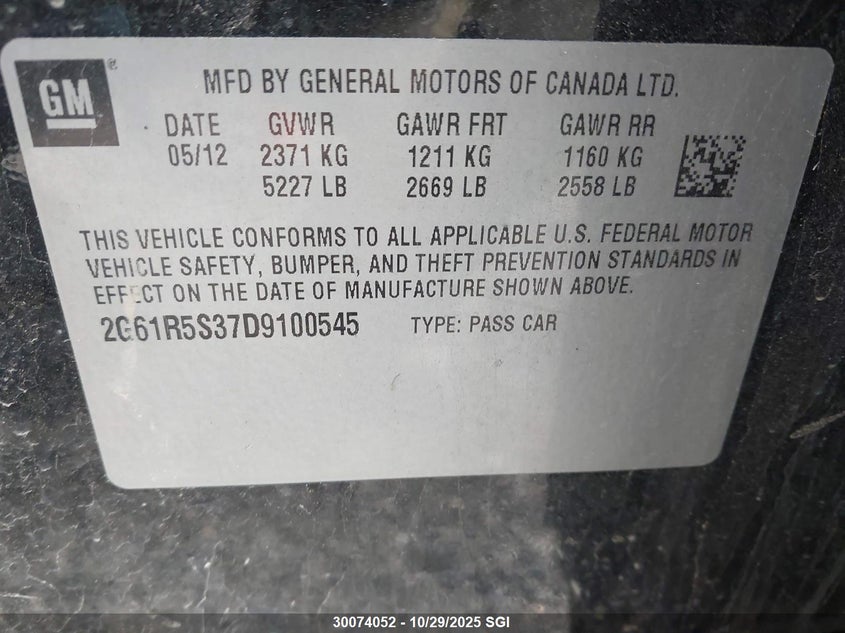 GM®
MFD BY GENERAL MOTORS OF CANADA LTD.
DATE GVWR GAWR FRT GAWR RR
05/12 2371 KG 1211 KG 1160 KG
5227 LB 2669 LB 2558 LB
THIS VEHICLE CONFORMS TO ALL APPLICABLE U.S. FEDERAL MOTOR
VEHICLE SAFETY, BUMPER, AND THEFT PREVENTION STANDARDS IN
EFFECT ON THE DATE OF MANUFACTURE SHOWN ABOVE.
2G61R5S37D9100545 TYPE: PASS CAR
30074052 - 10/29/2025 SGI